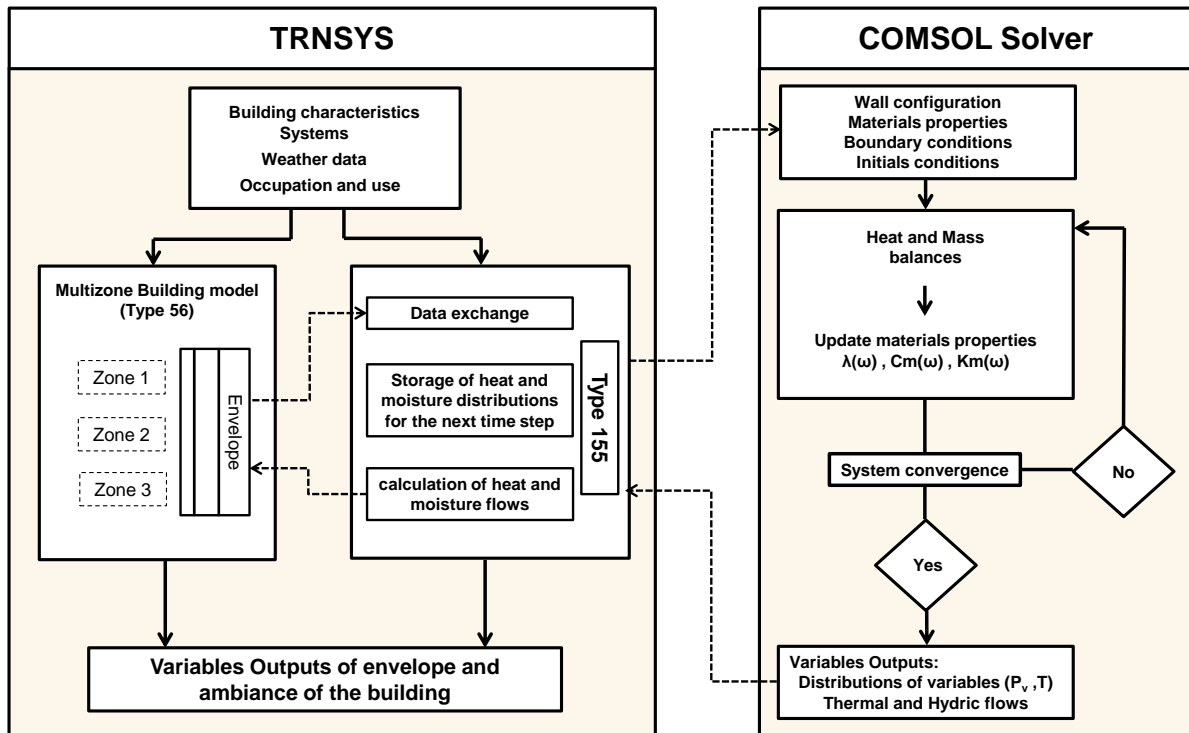 TRNSYS
Building characteristics
Systems
Weather data
Occupation and use
Multizone Building model
(Type 56)
Zone 1
Zone 2
Zone 3
Envelope
Data exchange
Storage of heat and
moisture distributions
for the next time step
calculation of heat and
moisture flows
Type 155
Variables Outputs of envelope and
ambiance of the building
COMSOL Solver
Wall configuration
Materials properties
Boundary conditions
Initials conditions
Heat and Mass
balances
Update materials properties
λ(ω) , Cm(ω) , Km(ω)
System convergence
No
Yes
Variables Outputs:
Distributions of variables (Pv ,T)
Thermal and Hydric flows